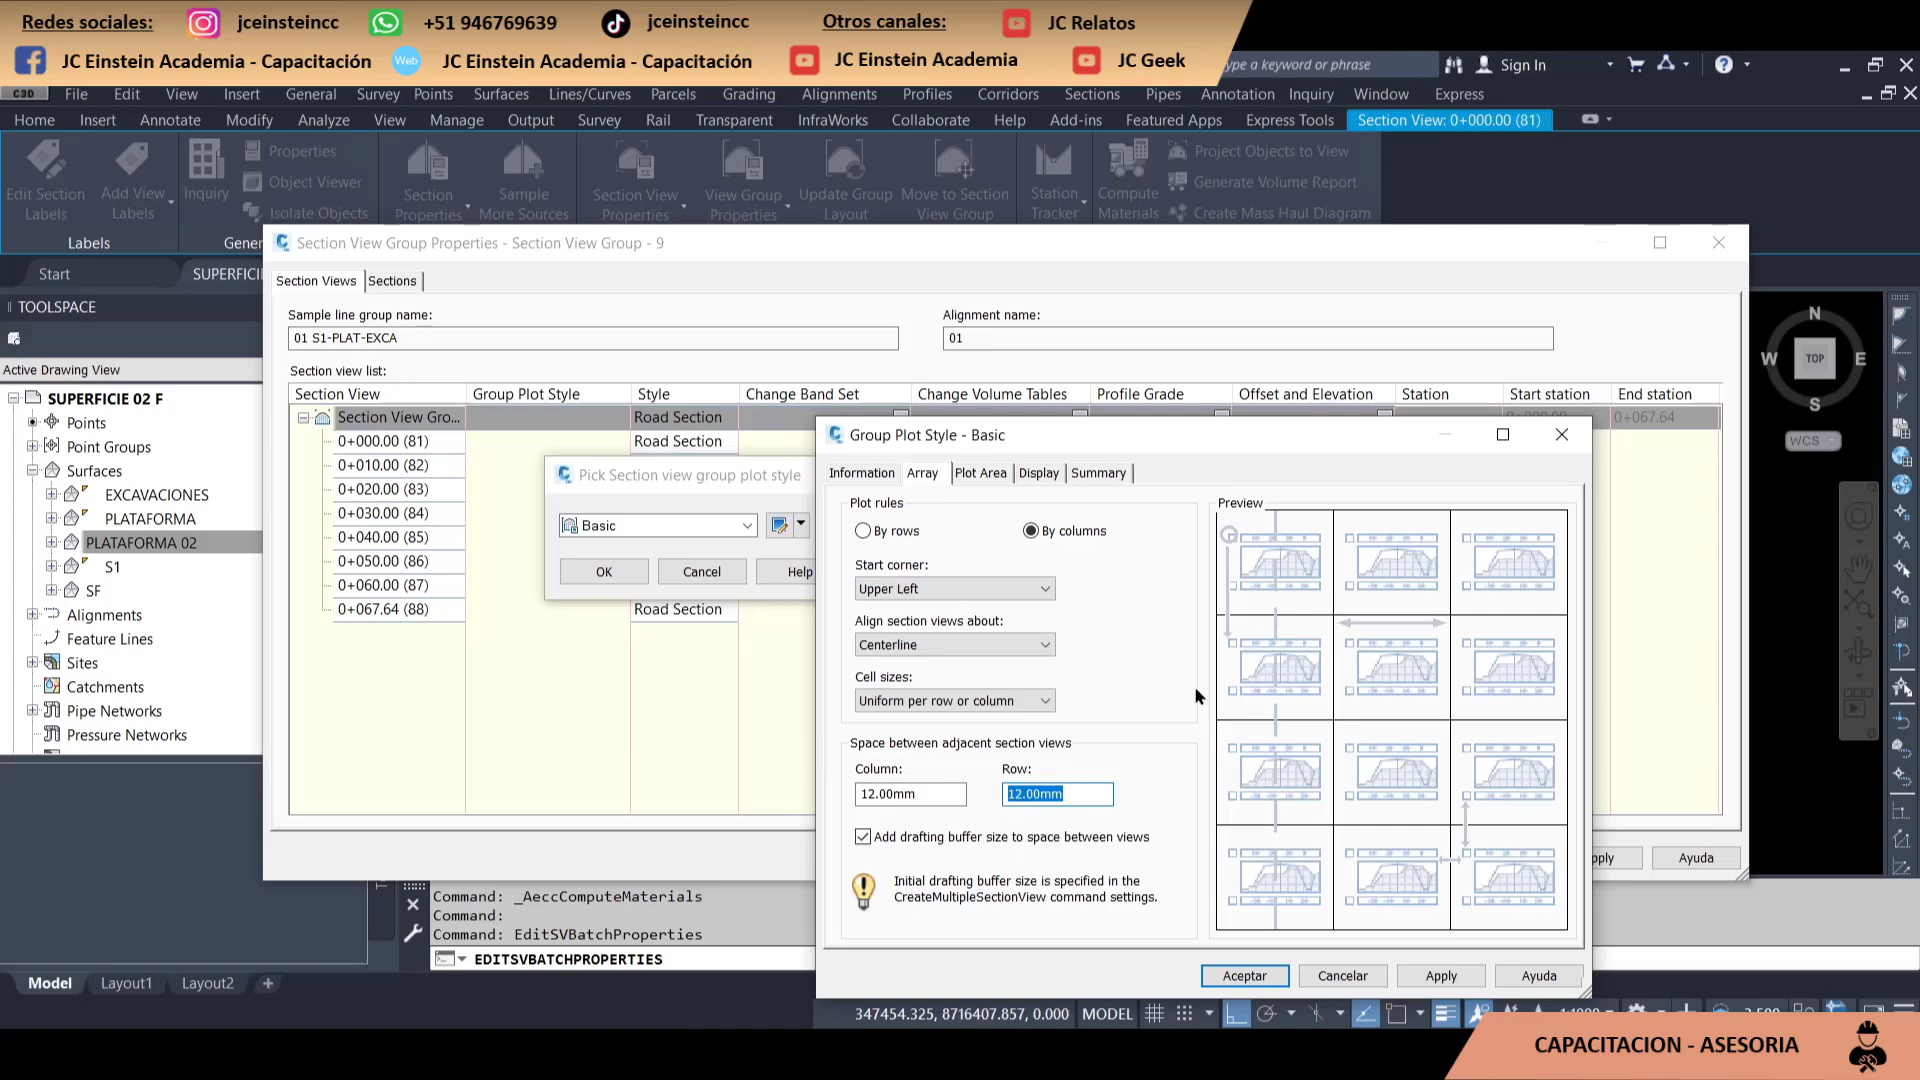 Redes sociales: jceinsteincc +51 946769639 jceinsteincc Otros canales: JC Relatos
JC Einstein Academia - Capacitación Web JC Einstein Academia - Capacitación JC Einstein Academia JC Geek
ype a keyword or phrase Sign In
C3D File Edit View Insert General Survey Points Surfaces Lines/Curves Parcels Grading Alignments Profiles Corridors Sections Pipes Annotation Inquiry Window Express
Home Insert Annotate Modify Analyze View Manage Output Survey Rail Transparent InfraWorks Collaborate Help Add-ins Featured Apps Express Tools Section View: 0+000.00 (81)
Edit Section Labels
Add View Labels
Inquiry
Properties
Object Viewer
Isolate Objects
Section Properties
Sample More Sources
Section View Properties
View Group Properties
Update Group Layout
Move to Section View Group
Station Tracker
Compute Materials
Project Objects to View
Generate Volume Report
Create Mass Haul Diagram
Labels
Gener
Start SUPERFICI
TOOLSPACE
Active Drawing View
SUPERFICIE 02 F
Points
Point Groups
Surfaces
EXCAVACIONES
PLATAFORMA
PLATAFORMA 02
S1
SF
Alignments
Feature Lines
Sites
Catchments
Pipe Networks
Pressure Networks
Section View Group Properties - Section View Group - 9
Section Views Sections
Sample line group name:
01 S1-PLAT-EXCA
Alignment name:
01
Section view list:
Section View Group Plot Style Style Change Band Set Change Volume Tables Profile Grade Offset and Elevation Station Start station End station
Section View Gro... Road Section 0+067.64
0+000.00 (81) Road Section
0+010.00 (82)
0+020.00 (83)
0+030.00 (84)
0+040.00 (85)
0+050.00 (86)
0+060.00 (87)
0+067.64 (88) Road Section
Pick Section view group plot style
Basic
OK Cancel Help
Group Plot Style - Basic
Information Array Plot Area Display Summary
Plot rules
By rows By columns
Start corner:
Upper Left
Align section views about:
Centerline
Cell sizes:
Uniform per row or column
Space between adjacent section views
Column: Row:
12.00mm 12.00mm
Add drafting buffer size to space between views
Initial drafting buffer size is specified in the
CreateMultipleSectionView command settings.
Preview
Aceptar Cancelar Apply Ayuda
pply Ayuda
N
W TOP E
S
WCS
Command: _AeccComputeMaterials
Command:
Command: EditSVBatchProperties
EDITSVBATCHPROPERTIES
Model Layout1 Layout2 +
347454.325, 8716407.857, 0.000 MODEL
CAPACITACION - ASESORIA